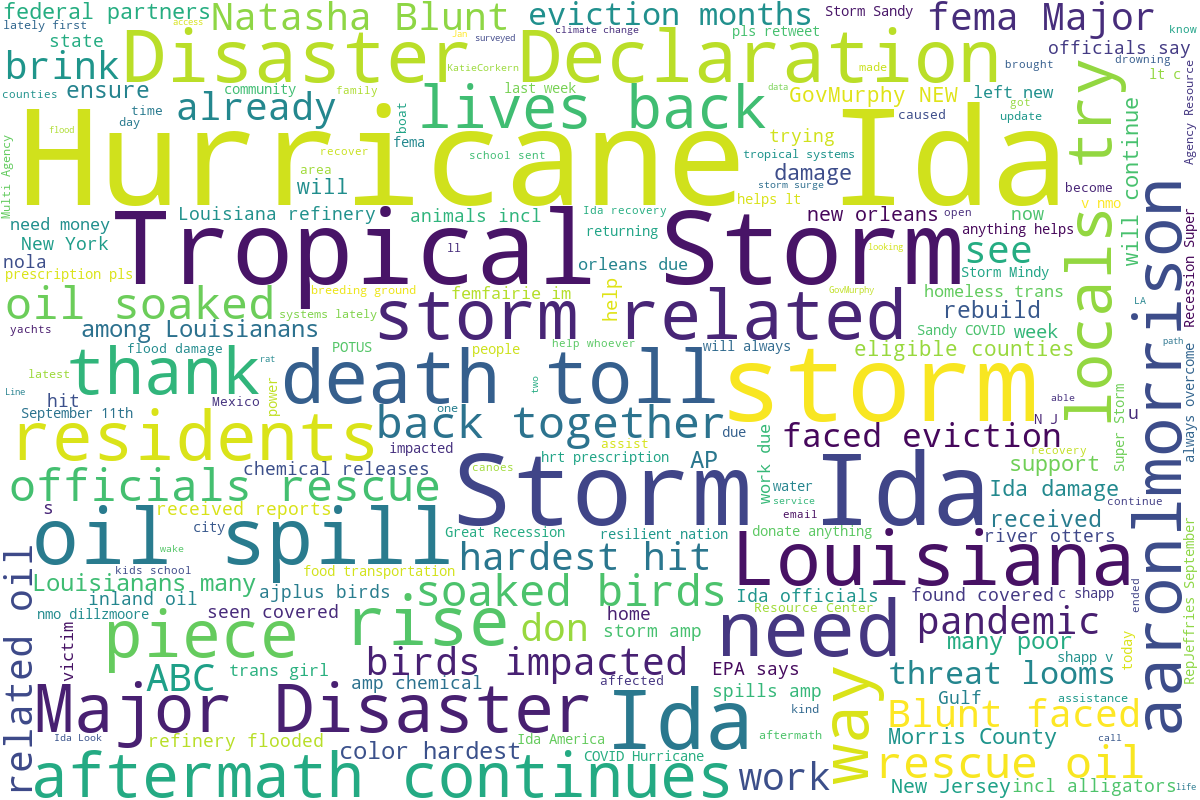 federal partners
Natasha Blunt
eviction months
Storm Sandy
fema Major
lately first
access
Jan
surveyed
climate change
pls retweet
know
state
Disaster Declaration
officials say
brink
KatieCorkern
made
brought
drowning
counties
ensure
community
family
last week
data
GovMurphy NEW
left new
lt c
time
already
lives back
caused
got
day
boat
update
Hurricane Ida
flood
fema
trying
locals try
will continue
Agency Resource
Multi Agency
recover
school sent
tropical systems
area
damage
storm surge
will
helps lt
become
v nmo
need money
Louisiana refinery
animals incl
Ida recovery
new orleans
open
now
New York
Tropical Storm
returning
anything helps
nola
11
looking
see
prescription pls
orleans due
Storm Mindy
oil soaked
breeding ground
femfairie im
help
GovMurphy
homeless trans
LA
systems lately
storm related
rebuild
yachts
among Louisianans
Sandy COVID
week
Recession Super
flood damage
POTUS
help whoever
will always
eligible counties
path
thank
rat
people
latest
death toll
two
storm
Line
hit
Mexico
power
able
September 11th
one
N J
u
aaronlmorrison
always overcome
residents
back together
due
faced eviction
Super Storm
impacted
assist
chemical releases
hrt prescription
AP
work due
support
recovery
officials rescue
canoes
Storm Ida
water
Ida damage
continue
s
received reports
service
email
received
city
Great Recession
resilient nation
donate anything
river otters
oil spill
wake
kids school
food transportation
hardest hit
Louisiana
related oil
Louisianans many
inland oil
ajplus birds
soaked birds
Ida officials
found covered
c shapp
ended
nmo dillzmoore
seen covered
home
Resource Center
pandemic
RepJeffries September
piece
rise
don
storm amp
need
many poor
victim
today
shapp v
ABC
trans girl
birds impacted
EPA says
way
threat looms
amp chemical
affected
spills amp
Gulf
assistance
Major Disaster
Ida
kind
Blunt faced
Ida Look
refinery flooded
Ida America
aftermath
Morris County
call
color hardest
COVID Hurricane
rescue oil
aftermath continues
work
New Jersey
incl alligators
life